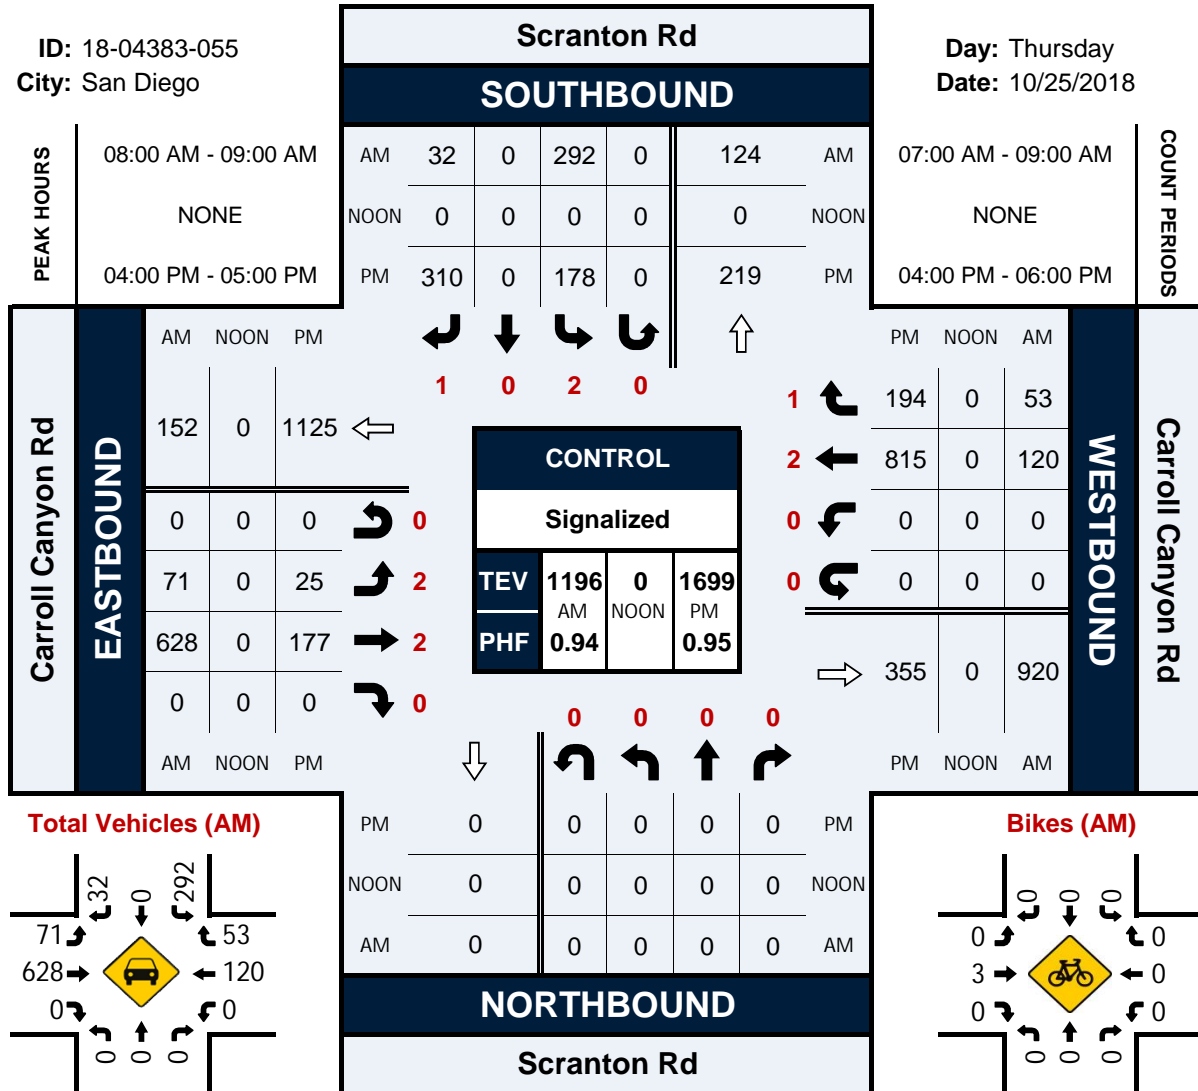 Scranton Rd
ID: 18-04383-055
Day: Thursday
City: San Diego
Date: 10/25/2018
SOUTHBOUND
PEAK HOURS
08:00 AM - 09:00 AM
AM 32 0 292 0 124 AM
07:00 AM - 09:00 AM
COUNT PERIODS
NONE
NOON 0 0 0 0 0 NOON
NONE
04:00 PM - 05:00 PM
PM 310 0 178 0 219 PM
04:00 PM - 06:00 PM
AM NOON PM
PM NOON AM
1 0 2 0
Carroll Canyon Rd
EASTBOUND
152 0 1125
0 0 0 0
71 0 25 2
628 0 177 2
0 0 0 0
AM NOON PM
CONTROL
Signalized
TEV 1196 0 1699
AM NOON PM
PHF 0.94 0.95
1 194 0 53
2 815 0 120
0 0 0 0
0 0 0 0
355 0 920
PM NOON AM
WESTBOUND
Carroll Canyon Rd
0 0 0 0
PM 0 0 0 0 0 PM
NOON 0 0 0 0 0 NOON
AM 0 0 0 0 0 AM
NORTHBOUND
Scranton Rd
Total Vehicles (AM)
32 0 292
71 53
628 120
0 0
0 0 0
Bikes (AM)
0 0 0
0 0
3 0
0 0
0 0 0